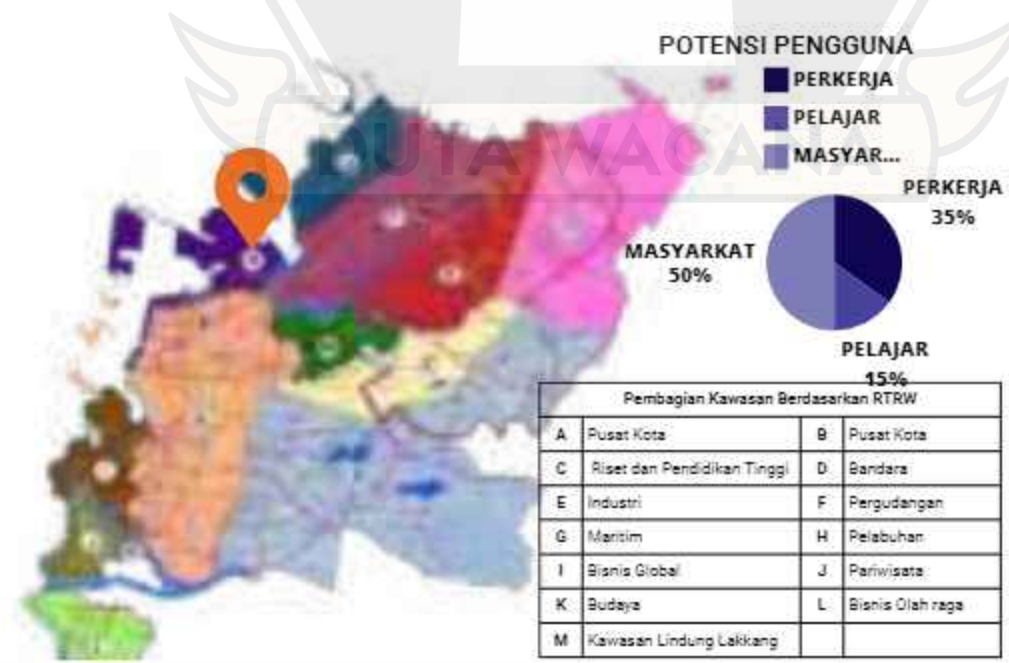 DUTA WACANA
POTENSI PENGGUNA
PERKERJA
PELAJAR
MASYAR...
PERKERJA
35%
MASYARKAT
50%
PELAJAR
15%
Pembagian Kawasan Berdasarkan RTRW
A Pusat Kota B Pusat Kota
C Riset dan Pendidikan Tinggi D Bandara
E Industri F Pergudangan
G Maritim H Pelabuhan
I Bisnis Global J Pariwisata
K Budaya L Bisnis Olah raga
M Kawasan Lindung Lakkang